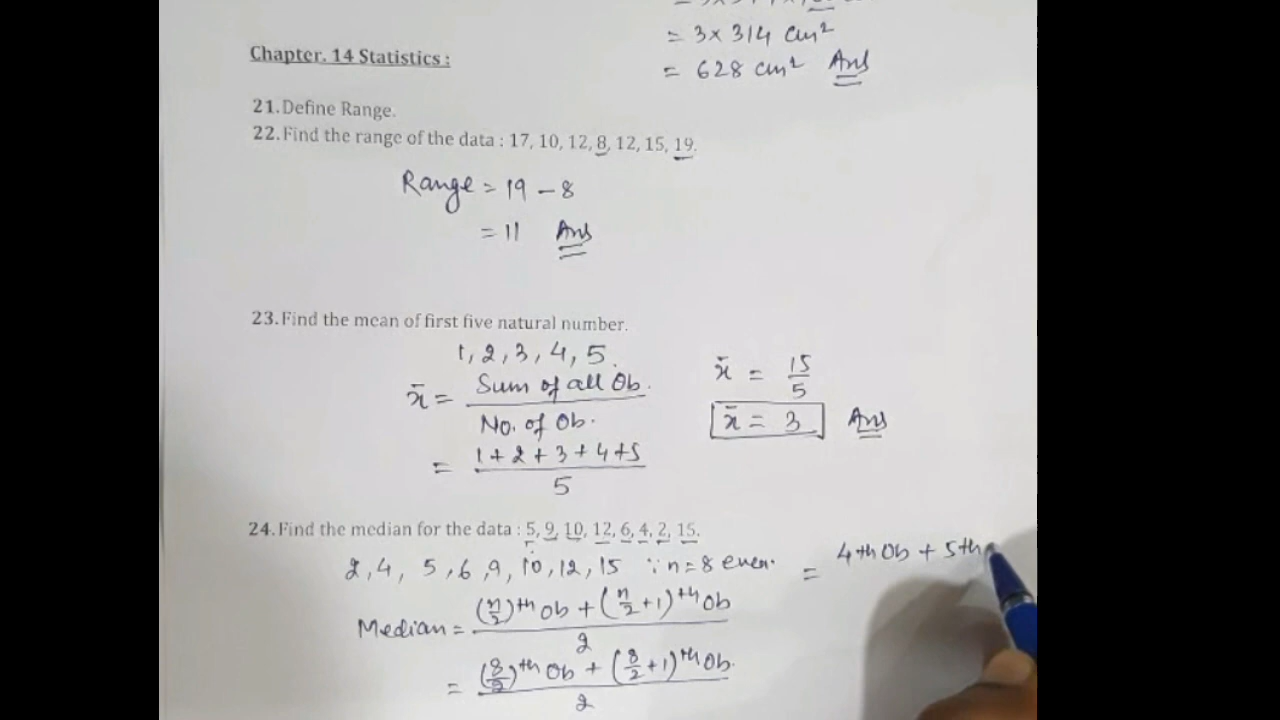 = 3 × 314 cm²
= 628 cm² Ans
Chapter. 14 Statistics :
21. Define Range.
22. Find the range of the data : 17, 10, 12, 8, 12, 15, 19.
Range = 19 - 8
= 11 Ans
23. Find the mean of first five natural number.
1, 2, 3, 4, 5.
x̄ = Sum of all Ob.
No. of Ob.
= 1 + 2 + 3 + 4 + 5
5
x̄ = 15
5
x̄ = 3 Ans
24. Find the median for the data : 5, 9, 10, 12, 6, 4, 2, 15.
2, 4, 5, 6, 9, 10, 12, 15 ∵ n = 8 even.
Median = (n/2)th Ob + (n/2 + 1)th Ob
2
= (8/2)th Ob + (8/2 + 1)th Ob.
2
= 4th Ob + 5th